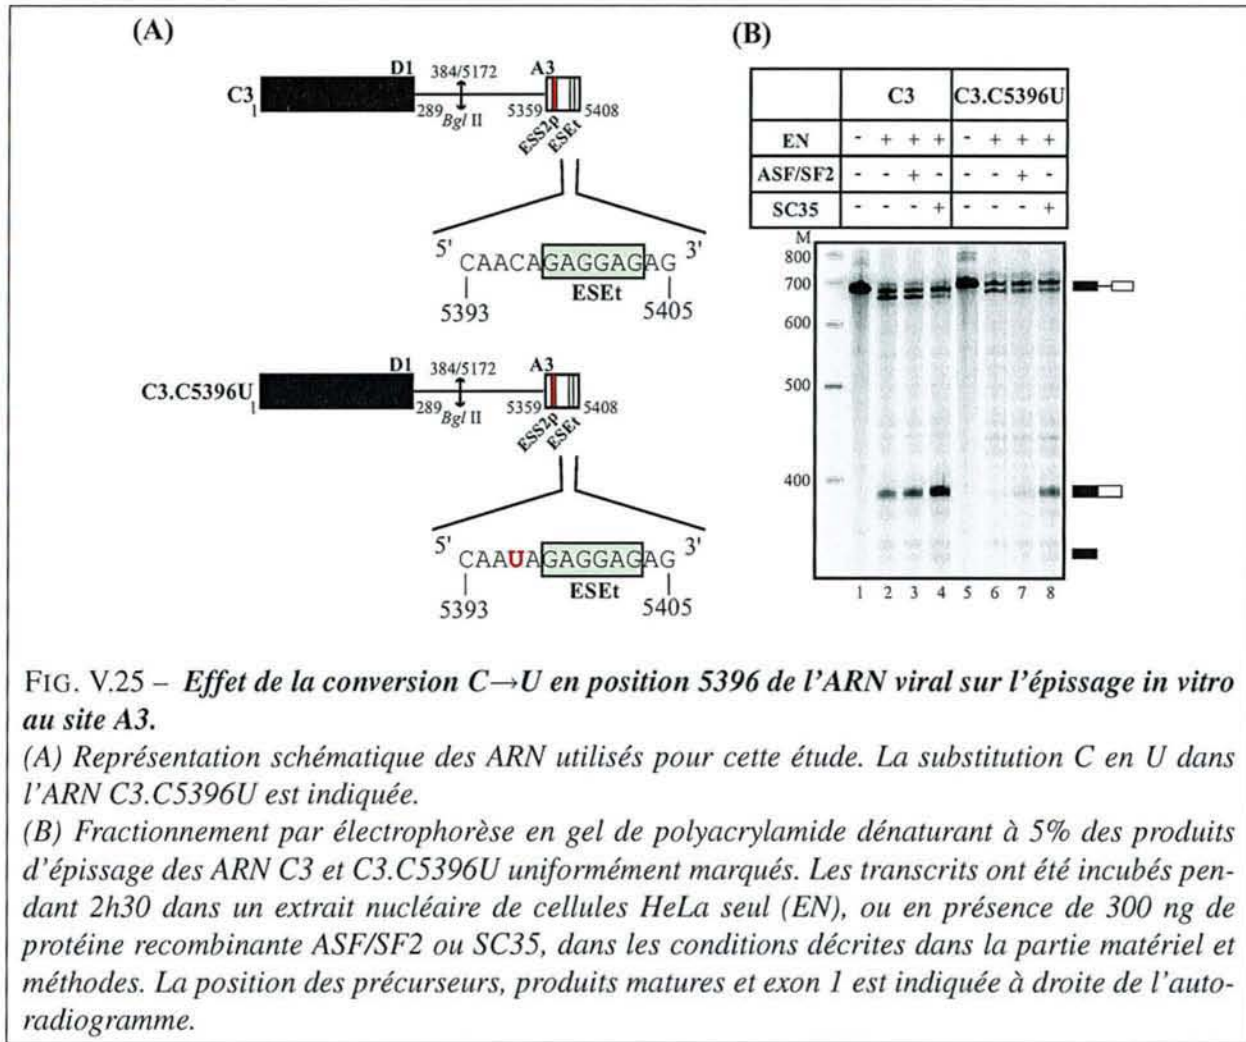 (A)
D1 384/5172 A3
C3
1 289 Bgl II 5359 5408
ESS2p
ESEt
5' CAACAGAGGAGAG 3'
ESEt
5393 5405
D1 384/5172 A3
C3.C5396U
1 289 Bgl II 5359 5408
ESS2p
ESEt
5' CAAUAGAGGAGAG 3'
ESEt
5393 5405
(B)
C3 C3.C5396U
EN - + + + - + + +
ASF/SF2 - - + - - - + -
SC35 - - - + - - - +
M
800
700
600
500
400
1 2 3 4 5 6 7 8
FIG. V.25 – Effet de la conversion C→U en position 5396 de l'ARN viral sur l'épissage in vitro
au site A3.
(A) Représentation schématique des ARN utilisés pour cette étude. La substitution C en U dans
l'ARN C3.C5396U est indiquée.
(B) Fractionnement par électrophorèse en gel de polyacrylamide dénaturant à 5% des produits
d'épissage des ARN C3 et C3.C5396U uniformément marqués. Les transcrits ont été incubés pen-
dant 2h30 dans un extrait nucléaire de cellules HeLa seul (EN), ou en présence de 300 ng de
protéine recombinante ASF/SF2 ou SC35, dans les conditions décrites dans la partie matériel et
méthodes. La position des précurseurs, produits matures et exon 1 est indiquée à droite de l'auto-
radiogramme.